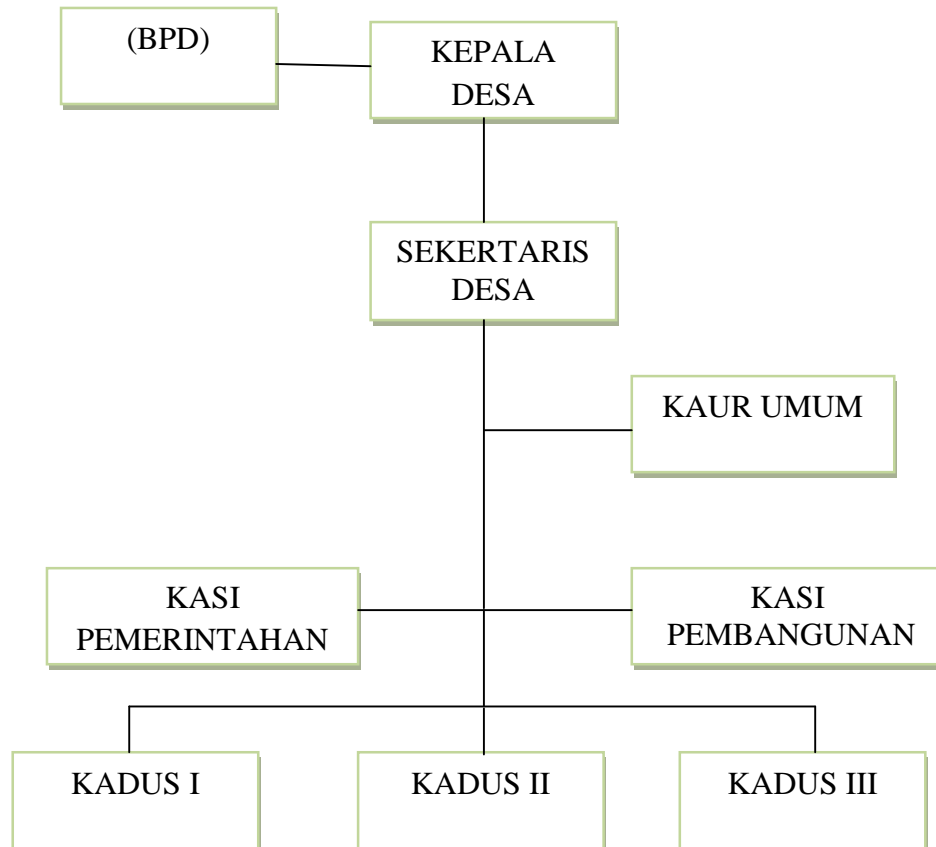 (BPD)
KEPALA
DESA
SEKERTARIS
DESA
KAUR UMUM
KASI
PEMERINTAHAN
KASI
PEMBANGUNAN
KADUS I
KADUS II
KADUS III